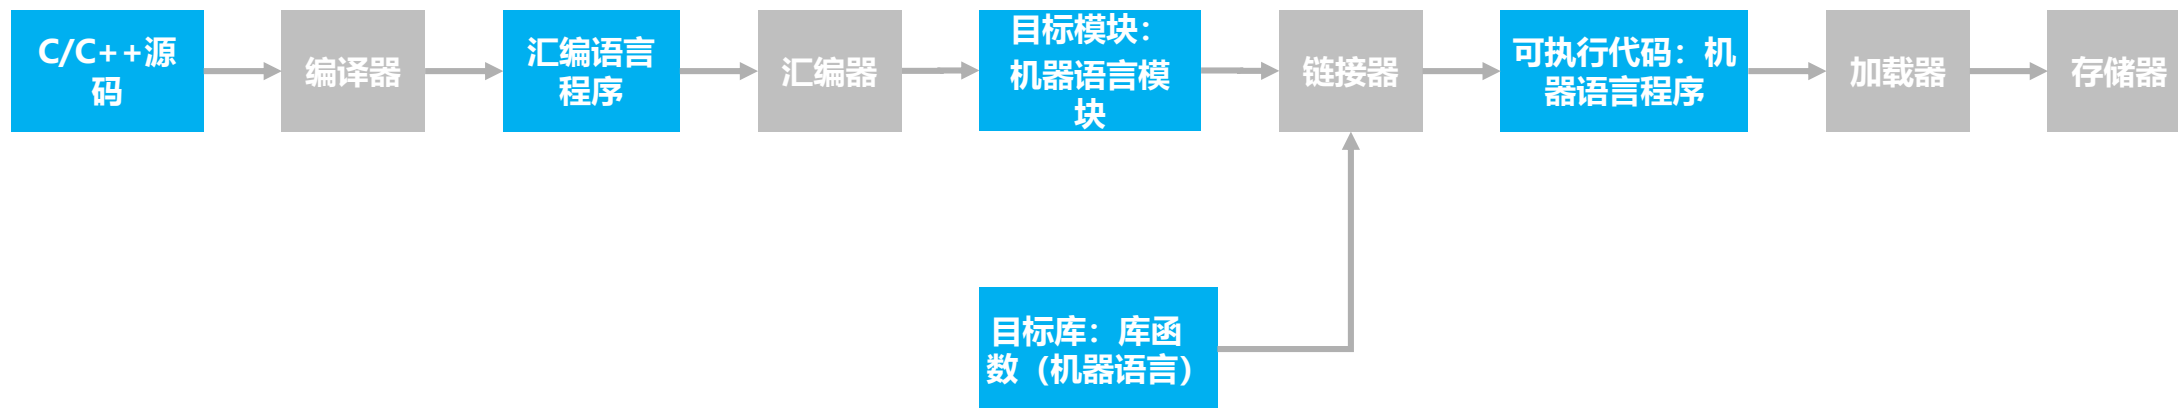 C/C++源
码
编译器
汇编语言
程序
汇编器
目标模块：
机器语言模
块
链接器
可执行代码：机
器语言程序
加载器
存储器
目标库：库函
数（机器语言）